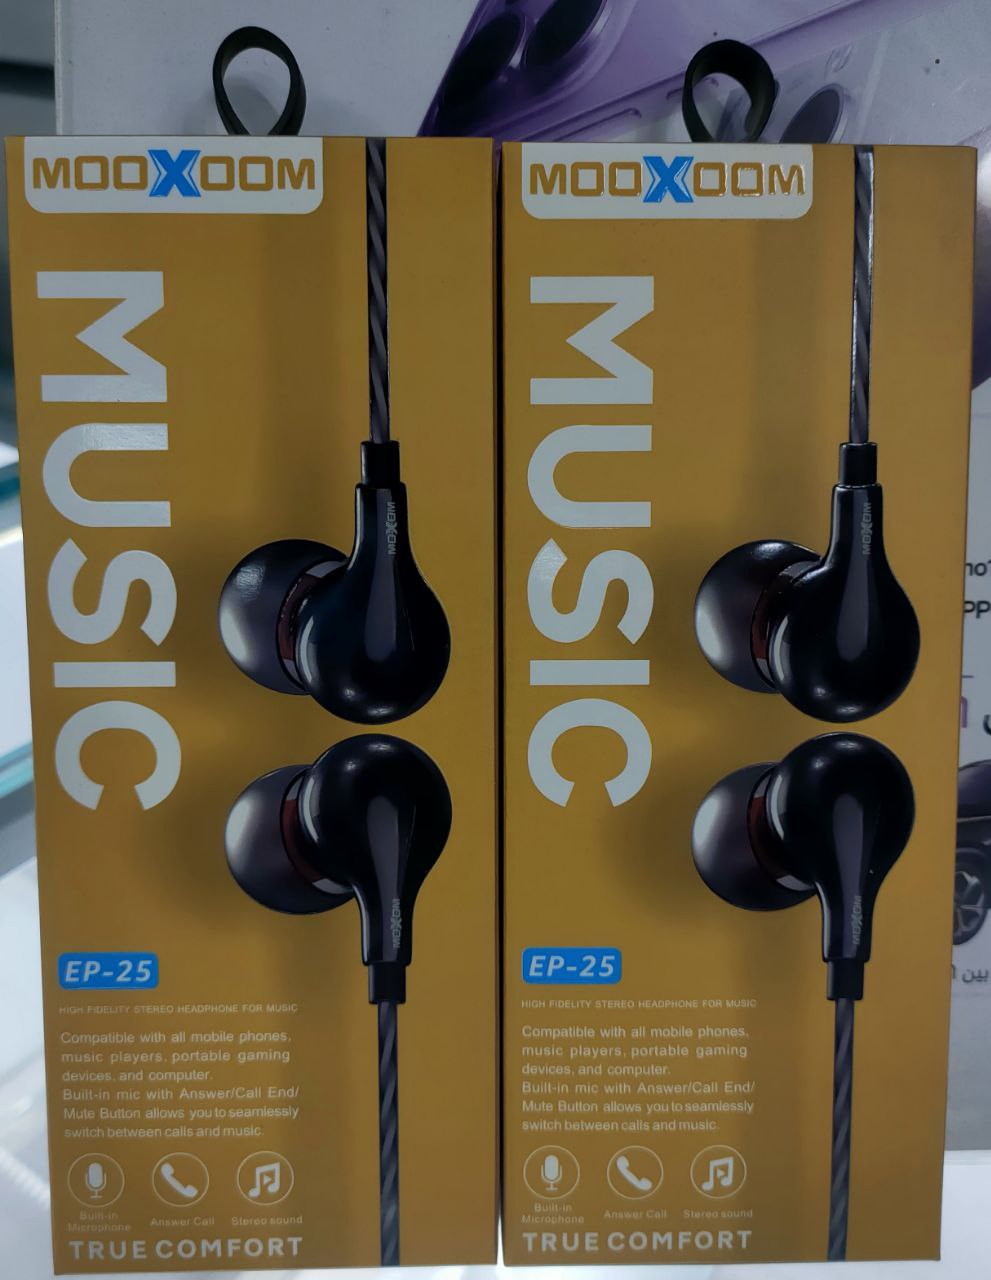 MOOXOOM
MUSIC
MOXOM
MOXOM
EP-25
HIGH FIDELITY STEREO HEADPHONE FOR MUSIC
Compatible with all mobile phones,
music players, portable gaming
devices, and computer.
Built-in mic with Answer/Call End/
Mute Button allows you to seamlessly
switch between calls and music.
Built-in
Microphone
Answer Call
Stereo sound
TRUE COMFORT
MOOXOOM
MUSIC
MOXOM
MOXOM
EP-25
HIGH FIDELITY STEREO HEADPHONE FOR MUSIC
Compatible with all mobile phones,
music players, portable gaming
devices, and computer.
Built-in mic with Answer/Call End/
Mute Button allows you to seamlessly
switch between calls and music.
Built-in
Microphone
Answer Call
Stereo sound
TRUE COMFORT
بين